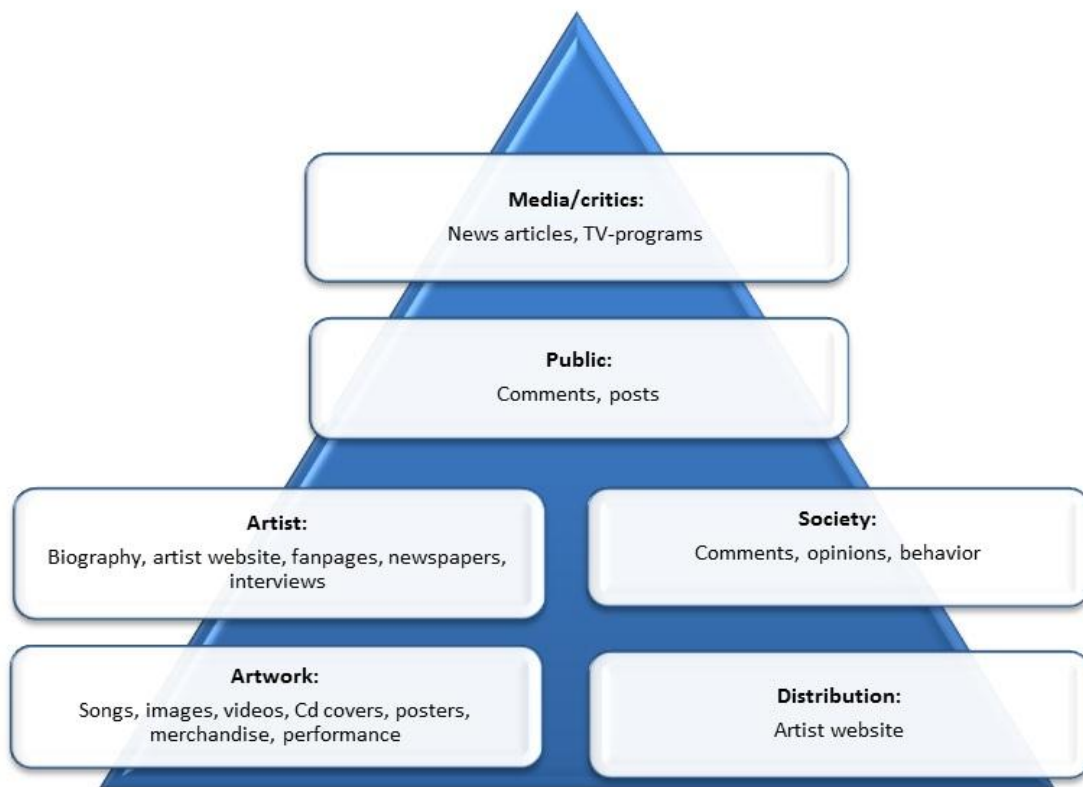 Media/critics:
News articles, TV-programs
Public:
Comments, posts
Artist:
Biography, artist website, fanpages, newspapers,
interviews
Society:
Comments, opinions, behavior
Artwork:
Songs, images, videos, Cd covers, posters,
merchandise, performance
Distribution:
Artist website